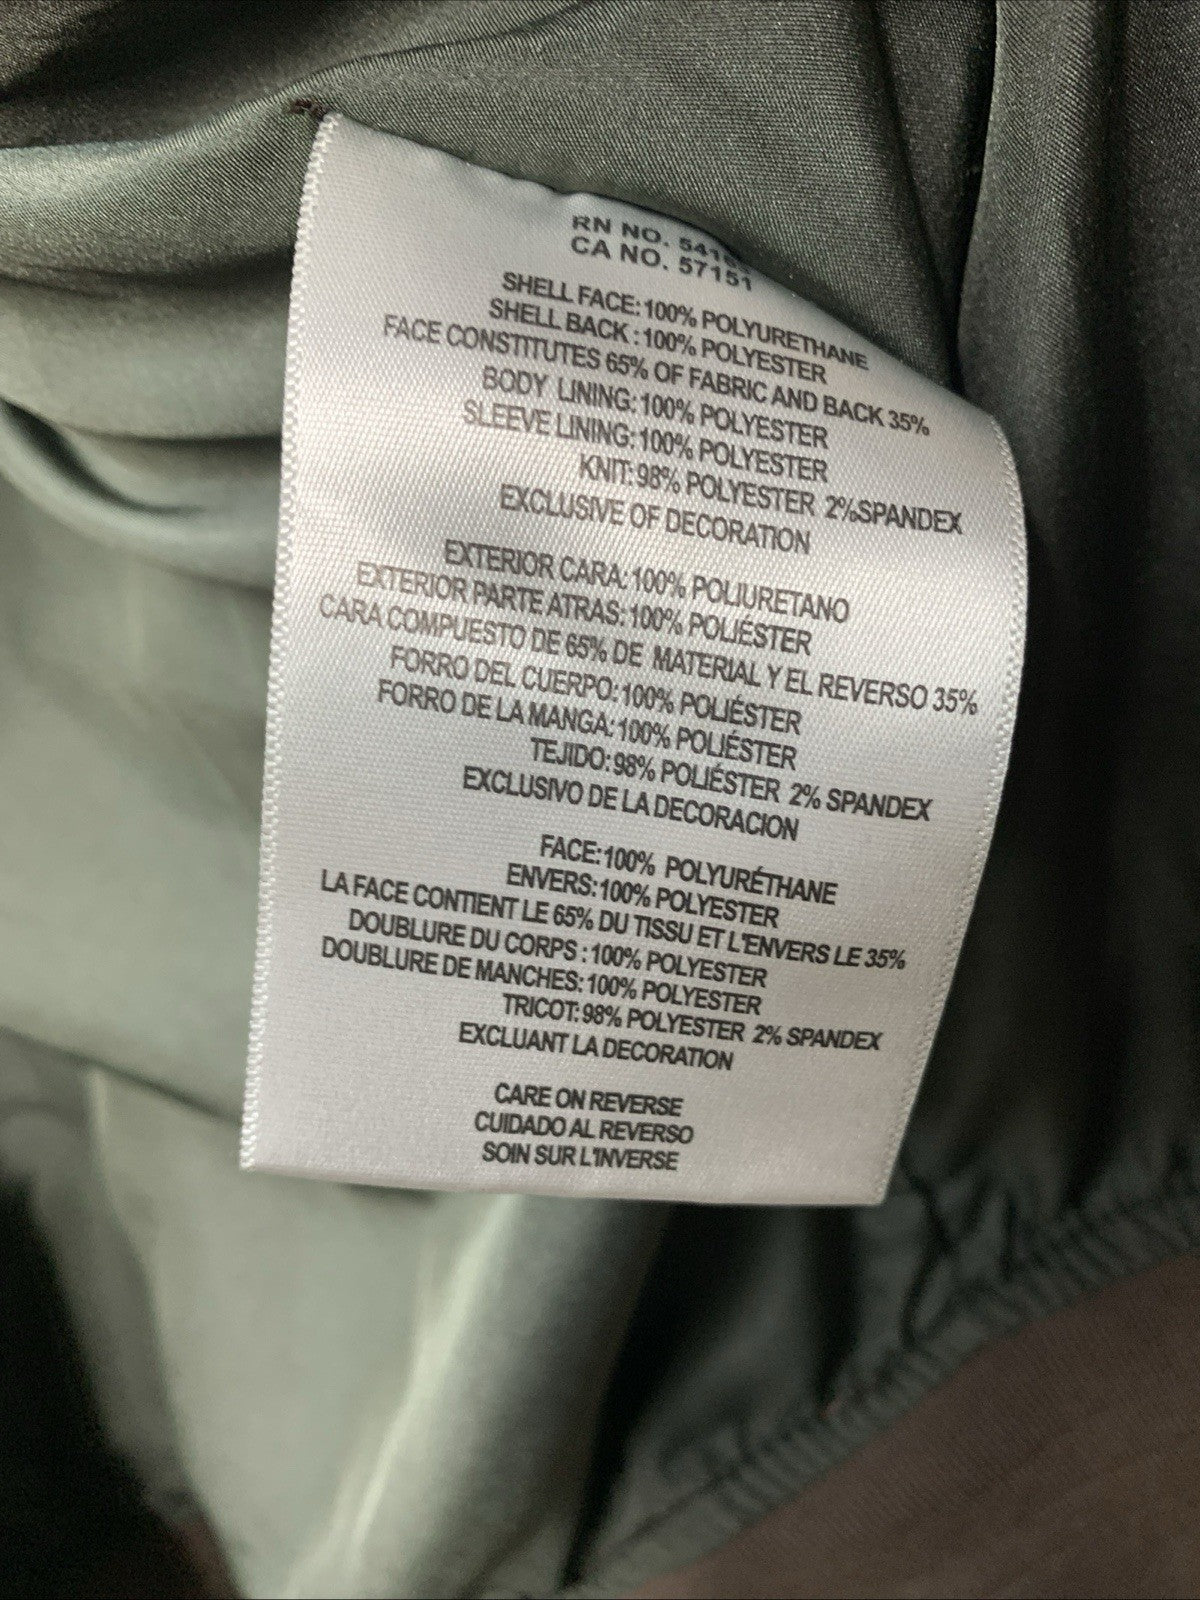 RN NO.
CA NO. 57151
SHELL FACE:100% POLYURETHANE
SHELL BACK :100% POLYESTER
FACE CONSTITUTES 65% OF FABRIC AND BACK 35%
BODY LINING:100% POLYESTER
SLEEVE LINING:100% POLYESTER
KNIT:98% POLYESTER 2%SPANDEX
EXCLUSIVE OF DECORATION
EXTERIOR CARA:100% POLIURETANO
EXTERIOR PARTE ATRAS:100% POLIÉSTER
CARA COMPUESTO DE 65% DE MATERIAL Y EL REVERSO 35%
FORRO DEL CUERPO:100% POLIÉSTER
FORRO DE LA MANGA:100% POLIÉSTER
TEJIDO:98% POLIÉSTER 2% SPANDEX
EXCLUSIVO DE LA DECORACION
FACE:100% POLYURÉTHANE
ENVERS:100% POLYESTER
LA FACE CONTIENT LE 65% DU TISSU ET L'ENVERS LE 35%
DOUBLURE DU CORPS :100% POLYESTER
DOUBLURE DE MANCHES:100% POLYESTER
TRICOT:98% POLYESTER 2% SPANDEX
EXCLUANT LA DECORATION
CARE ON REVERSE
CUIDADO AL REVERSO
SOIN SUR L'INVERSE